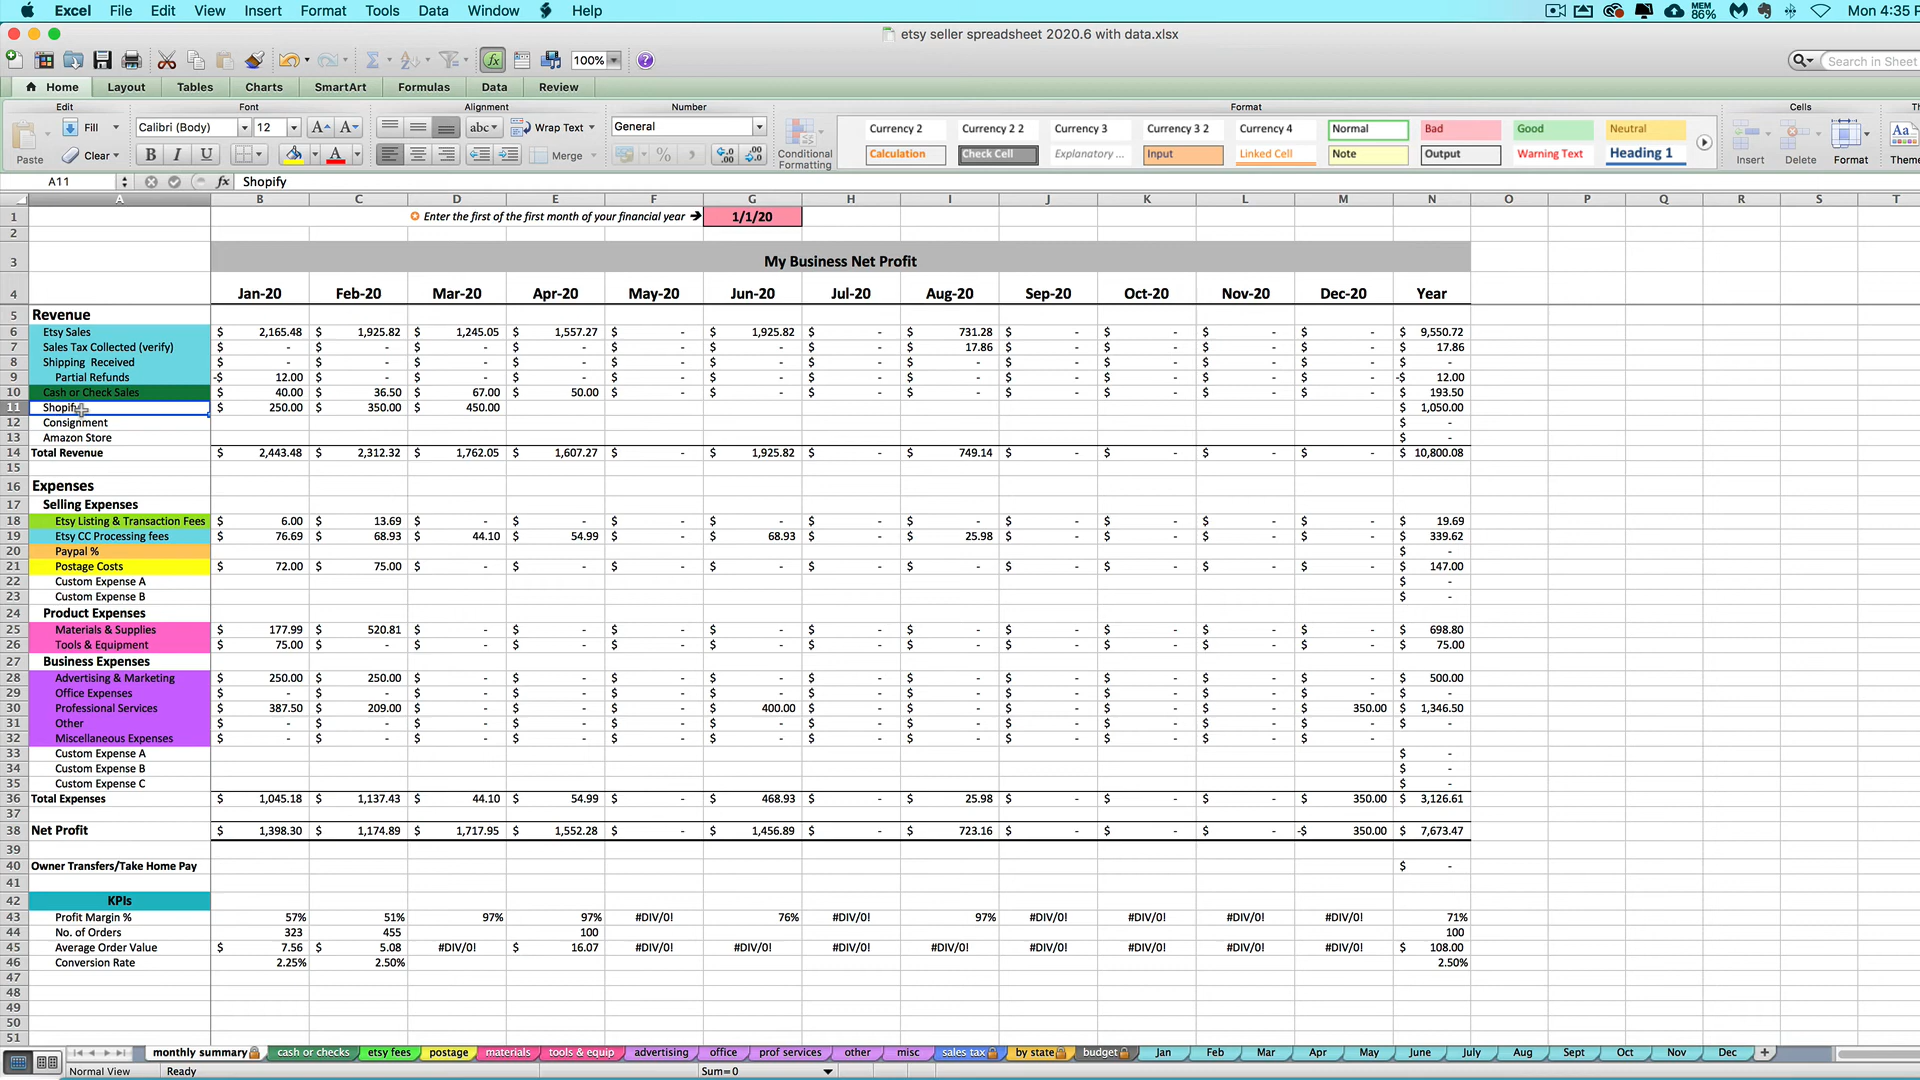 Excel File Edit View Insert Format Tools Data Window Help MEM 86% Mon 4:35 P
etsy seller spreadsheet 2020.6 with data.xlsx
100% Search in Sheet
Home Layout Tables Charts SmartArt Formulas Data Review
Edit Font Alignment Number Format Cells
Paste Fill Clear Calibri (Body) 12 abc Wrap Text Merge General Conditional Formatting
Currency 2 Currency 2 2 Currency 3 Currency 3 2 Currency 4 Normal Bad Good Neutral
Calculation Check Cell Explanatory ... Input Linked Cell Note Output Warning Text Heading 1
Insert Delete Format Theme
A11 fx Shopify
A B C D E F G H I J K L M N O P Q R S T
1 Enter the first of the first month of your financial year → 1/1/20
2
3 My Business Net Profit
4 Jan-20 Feb-20 Mar-20 Apr-20 May-20 Jun-20 Jul-20 Aug-20 Sep-20 Oct-20 Nov-20 Dec-20 Year
5 Revenue
6 Etsy Sales $ 2,165.48 $ 1,925.82 $ 1,245.05 $ 1,557.27 $ - $ 1,925.82 $ - $ 731.28 $ - $ - $ - $ - $ 9,550.72
7 Sales Tax Collected (verify) $ - $ - $ - $ - $ - $ - $ - $ 17.86 $ - $ - $ - $ - $ 17.86
8 Shipping Received $ - $ - $ - $ - $ - $ - $ - $ - $ - $ - $ - $ - $ -
9 Partial Refunds -$ 12.00 $ - $ - $ - $ - $ - $ - $ - $ - $ - $ - $ - -$ 12.00
10 Cash or Check Sales $ 40.00 $ 36.50 $ 67.00 $ 50.00 $ - $ - $ - $ - $ - $ - $ - $ - $ 193.50
11 Shopify $ 250.00 $ 350.00 $ 450.00 $ 1,050.00
12 Consignment $ -
13 Amazon Store $ -
14 Total Revenue $ 2,443.48 $ 2,312.32 $ 1,762.05 $ 1,607.27 $ - $ 1,925.82 $ - $ 749.14 $ - $ - $ - $ - $ 10,800.08
15
16 Expenses
17 Selling Expenses
18 Etsy Listing & Transaction Fees $ 6.00 $ 13.69 $ - $ - $ - $ - $ - $ - $ - $ - $ - $ - $ 19.69
19 Etsy CC Processing fees $ 76.69 $ 68.93 $ 44.10 $ 54.99 $ - $ 68.93 $ - $ 25.98 $ - $ - $ - $ - $ 339.62
20 Paypal % $ -
21 Postage Costs $ 72.00 $ 75.00 $ - $ - $ - $ - $ - $ - $ - $ - $ - $ - $ 147.00
22 Custom Expense A $ -
23 Custom Expense B $ -
24 Product Expenses
25 Materials & Supplies $ 177.99 $ 520.81 $ - $ - $ - $ - $ - $ - $ - $ - $ - $ - $ 698.80
26 Tools & Equipment $ 75.00 $ - $ - $ - $ - $ - $ - $ - $ - $ - $ - $ - $ 75.00
27 Business Expenses
28 Advertising & Marketing $ 250.00 $ 250.00 $ - $ - $ - $ - $ - $ - $ - $ - $ - $ - $ 500.00
29 Office Expenses $ - $ - $ - $ - $ - $ - $ - $ - $ - $ - $ - $ - $ -
30 Professional Services $ 387.50 $ 209.00 $ - $ - $ - $ 400.00 $ - $ - $ - $ - $ - $ 350.00 $ 1,346.50
31 Other $ - $ - $ - $ - $ - $ - $ - $ - $ - $ - $ - $ - $ -
32 Miscellaneous Expenses $ - $ - $ - $ - $ - $ - $ - $ - $ - $ - $ - $ -
33 Custom Expense A $ -
34 Custom Expense B $ -
35 Custom Expense C $ -
36 Total Expenses $ 1,045.18 $ 1,137.43 $ 44.10 $ 54.99 $ - $ 468.93 $ - $ 25.98 $ - $ - $ - $ 350.00 $ 3,126.61
37
38 Net Profit $ 1,398.30 $ 1,174.89 $ 1,717.95 $ 1,552.28 $ - $ 1,456.89 $ - $ 723.16 $ - $ - $ - -$ 350.00 $ 7,673.47
39
40 Owner Transfers/Take Home Pay $ -
41
42 KPIs
43 Profit Margin % 57% 51% 97% 97% #DIV/0! 76% #DIV/0! 97% #DIV/0! #DIV/0! #DIV/0! #DIV/0! 71%
44 No. of Orders 323 455 100 100
45 Average Order Value $ 7.56 $ 5.08 #DIV/0! $ 16.07 #DIV/0! #DIV/0! #DIV/0! #DIV/0! #DIV/0! #DIV/0! #DIV/0! #DIV/0! $ 108.00
46 Conversion Rate 2.25% 2.50% 2.50%
47
48
49
50
51
monthly summary cash or checks etsy fees postage materials tools & equip advertising office prof services other misc sales tax by state budget Jan Feb Mar Apr May June July Aug Sept Oct Nov Dec +
Normal View Ready Sum=0